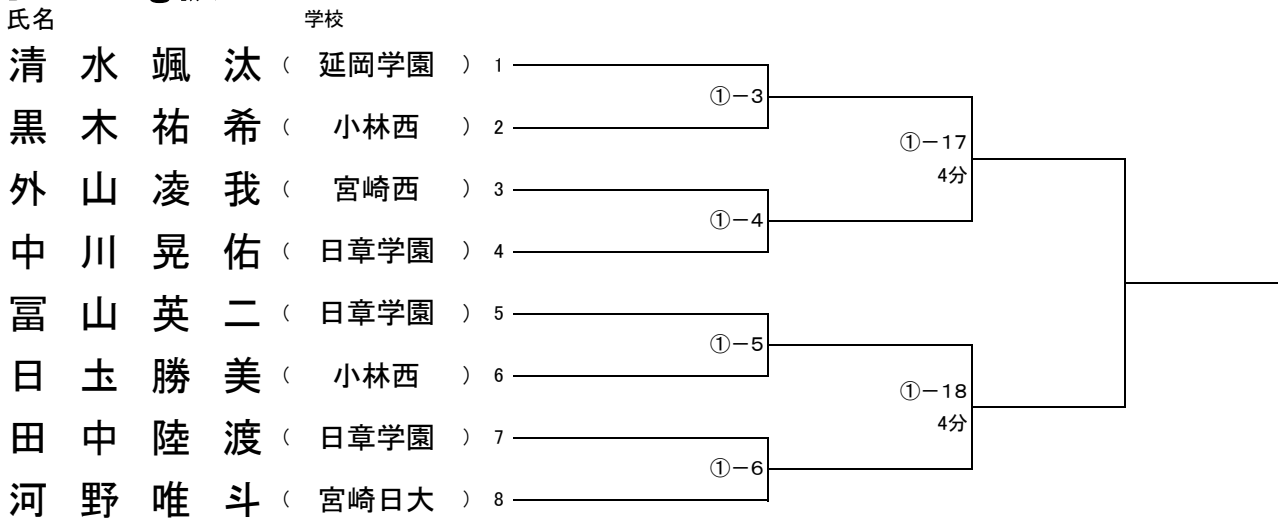 氏名 学校
清水颯汰（延岡学園）1
①－3
黒木祐希（小林西）2
①－17
4分
外山凌我（宮崎西）3
①－4
中川晃佑（日章学園）4
冨山英二（日章学園）5
①－5
日圡勝美（小林西）6
①－18
4分
田中陸渡（日章学園）7
①－6
河野唯斗（宮崎日大）8